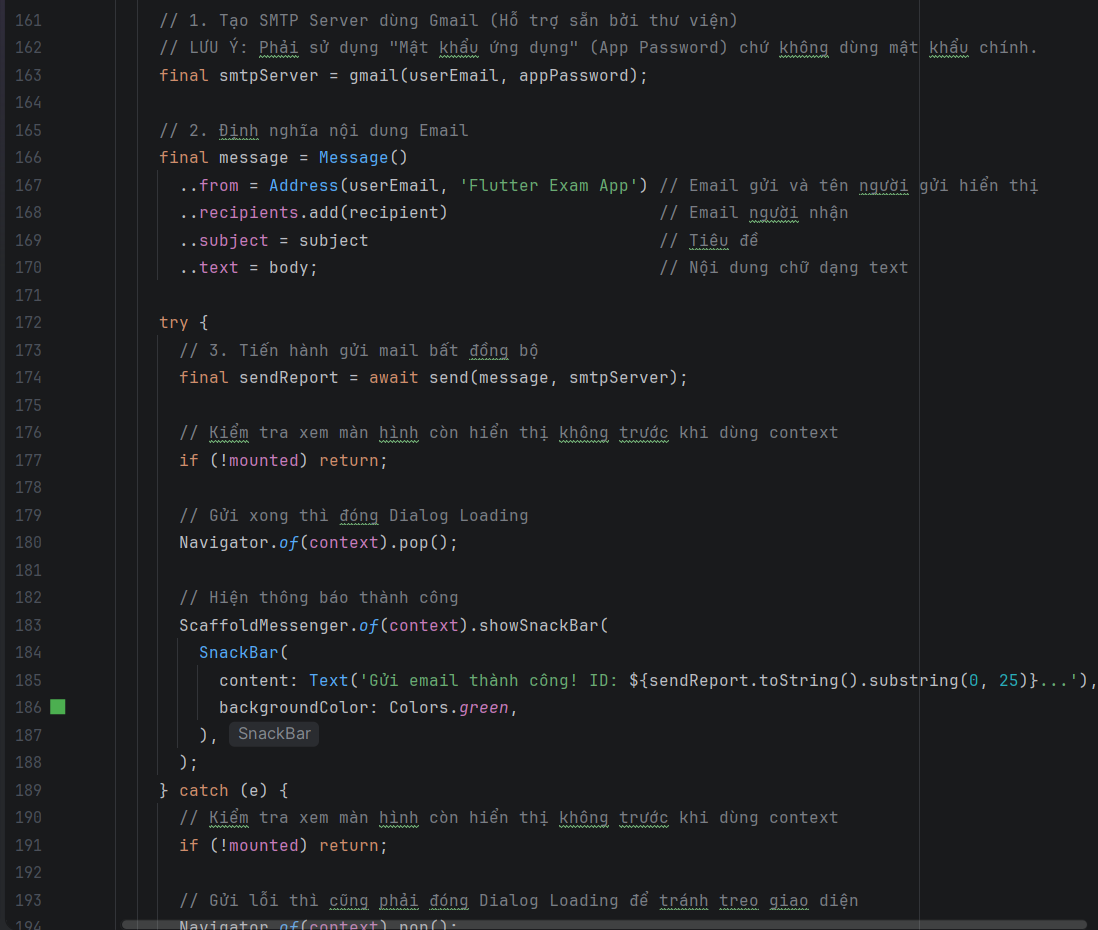 161 // 1. Tạo SMTP Server dùng Gmail (Hỗ trợ sẵn bởi thư viện)
162 // LƯU Ý: Phải sử dụng "Mật khẩu ứng dụng" (App Password) chứ không dùng mật khẩu chính.
163 final smtpServer = gmail(userEmail, appPassword);
164
165 // 2. Định nghĩa nội dung Email
166 final message = Message()
167 ..from = Address(userEmail, 'Flutter Exam App') // Email gửi và tên người gửi hiển thị
168 ..recipients.add(recipient) // Email người nhận
169 ..subject = subject // Tiêu đề
170 ..text = body; // Nội dung chữ dạng text
171
172 try {
173 // 3. Tiến hành gửi mail bất đồng bộ
174 final sendReport = await send(message, smtpServer);
175
176 // Kiểm tra xem màn hình còn hiển thị không trước khi dùng context
177 if (!mounted) return;
178
179 // Gửi xong thì đóng Dialog Loading
180 Navigator.of(context).pop();
181
182 // Hiện thông báo thành công
183 ScaffoldMessenger.of(context).showSnackBar(
184 SnackBar(
185 content: Text('Gửi email thành công! ID: ${sendReport.toString().substring(0, 25)}...'),
186 backgroundColor: Colors.green,
187 ), SnackBar
188 );
189 } catch (e) {
190 // Kiểm tra xem màn hình còn hiển thị không trước khi dùng context
191 if (!mounted) return;
192
193 // Gửi lỗi thì cũng phải đóng Dialog Loading để tránh treo giao diện
194 Navigator.of(context).pop();